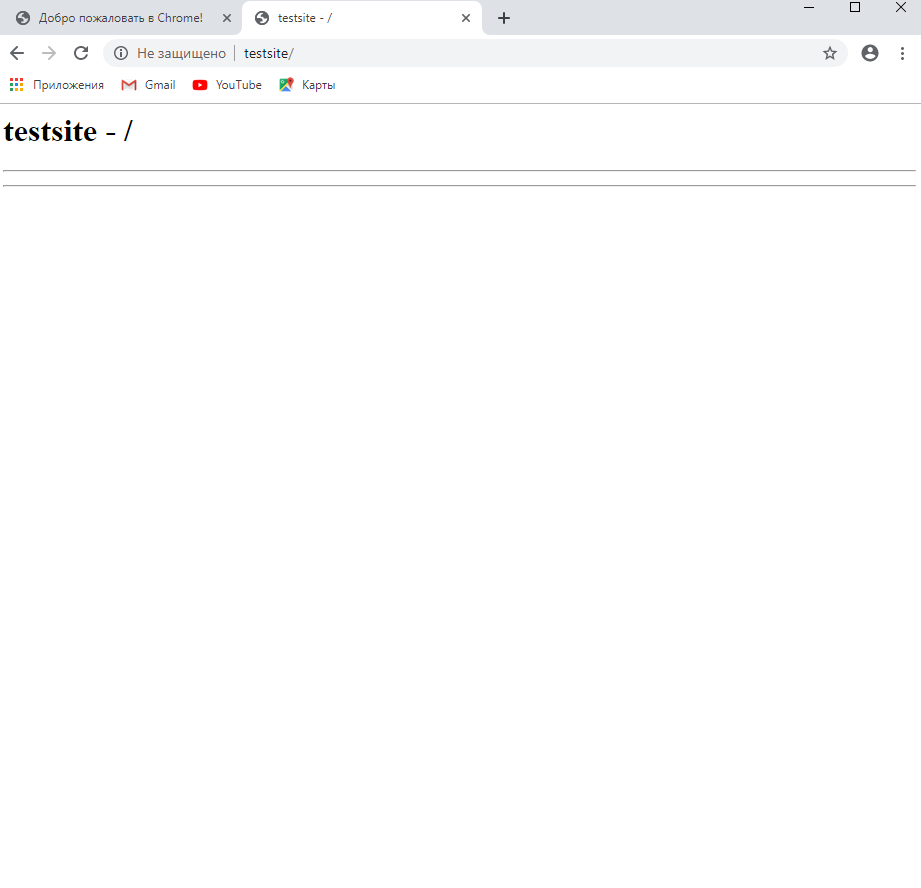 Добро пожаловать в Chrome! testsite - /
Не защищено testsite/
Приложения Gmail YouTube Карты
testsite - /